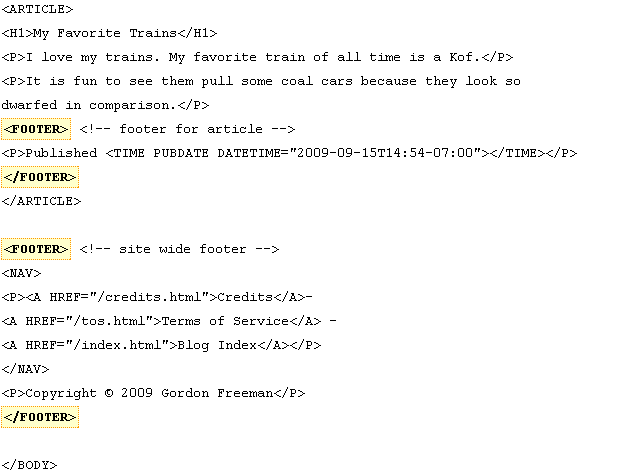 <ARTICLE>
<H1>My Favorite Trains</H1>
<P>I love my trains. My favorite train of all time is a Kof.</P>
<P>It is fun to see them pull some coal cars because they look so
dwarfed in comparison.</P>
<FOOTER> <!-- footer for article -->
<P>Published <TIME PUBDATE DATETIME="2009-09-15T14:54-07:00"></TIME></P>
</FOOTER>
</ARTICLE>
<FOOTER> <!-- site wide footer -->
<NAV>
<P><A HREF="/credits.html">Credits</A>-
<A HREF="/tos.html">Terms of Service</A> -
<A HREF="/index.html">Blog Index</A></P>
</NAV>
<P>Copyright © 2009 Gordon Freeman</P>
</FOOTER>
</BODY>